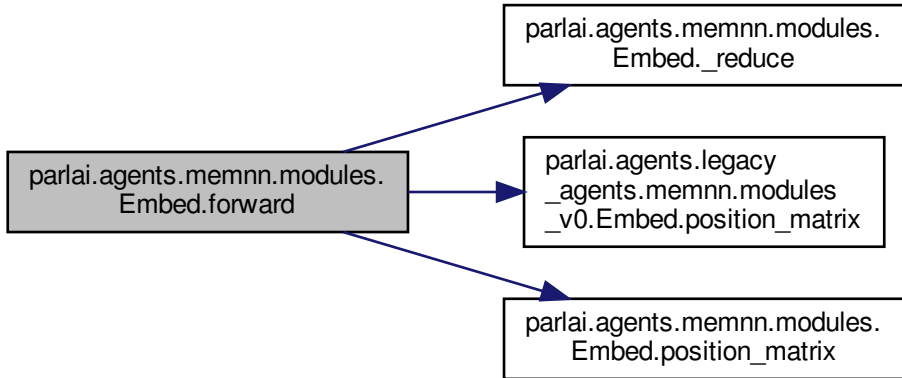 parlai.agents.memnn.modules.
Embed.forward
parlai.agents.memnn.modules.
Embed._reduce
parlai.agents.legacy
_agents.memnn.modules
_v0.Embed.position_matrix
parlai.agents.memnn.modules.
Embed.position_matrix